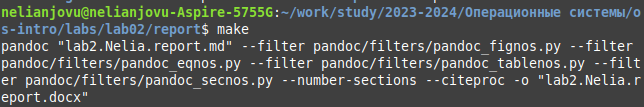 nelianjovu@nelianjovu-Aspire-5755G:~/work/study/2023-2024/Операционные системы/o
s-intro/labs/lab02/report$ make
pandoc "lab2.Nelia.report.md" --filter pandoc/filters/pandoc_fignos.py --filter
pandoc/filters/pandoc_eqnos.py --filter pandoc/filters/pandoc_tablenos.py --filt
er pandoc/filters/pandoc_secnos.py --number-sections --citeproc -o "lab2.Nelia.r
eport.docx"